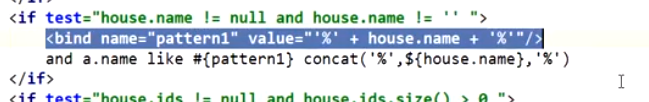 </if>
<if test="house.name != null and house.name != '' ">
<bind name="pattern1" value="'%' + house.name + '%'"/>
and a.name like #{pattern1} concat('%',${house.name},'%')
</if>
<if test="house.ids != null and house.ids.size() > 0 ">